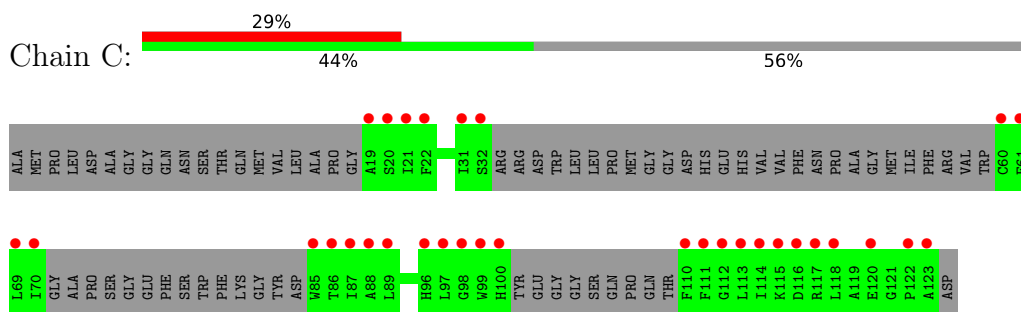 29%
Chain C:
44% 56%
ALA MET PRO LEU ASP ALA GLY GLY GLN ASN SER THR GLN MET VAL LEU ALA PRO GLY A19 S20 I21 F22 I31 S32 ARG ARG ASP TRP LEU LEU PRO MET GLY GLY ASP HIS GLU HIS VAL VAL PHE ASN PRO ALA GLY MET ILE PHE ARG VAL TRP C60
L69 I70 GLY ALA PRO SER GLY GLU PHE SER TRP PHE LYS GLY TYR ASP W85 T86 I87 A88 L89 H96 L97 G98 W99 H100 TYR GLU GLY GLY SER GLN PRO GLN THR F110 F111 G112 L113 I114 K115 D116 R117 L118 A119 E120 G121 P122 A123 ASP